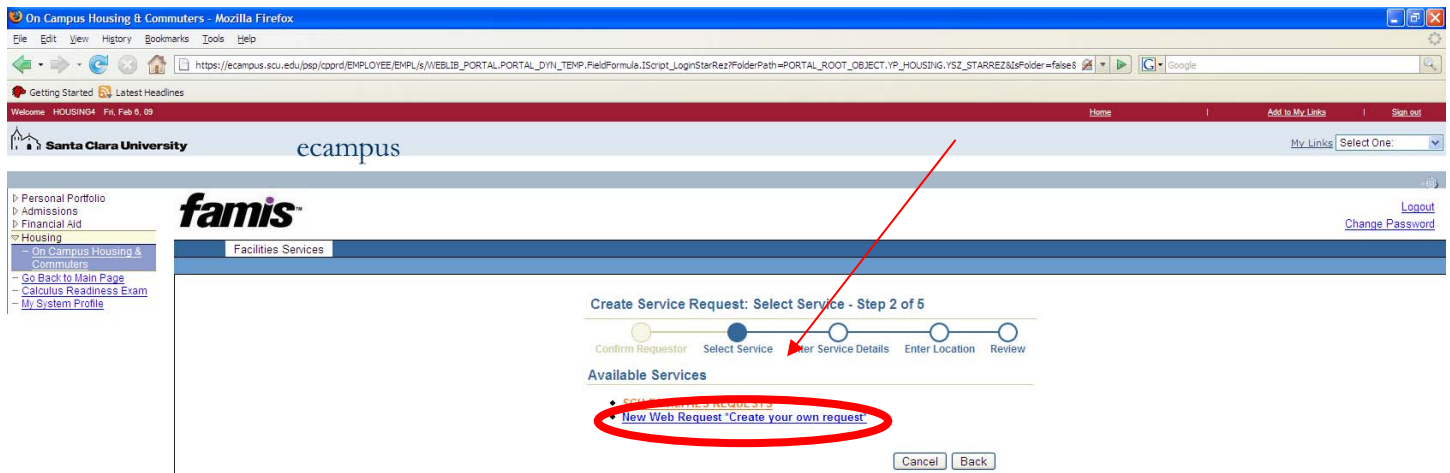 On Campus Housing & Commuters - Mozilla Firefox
File Edit View History Bookmarks Tools Help
https://ecampus.scu.edu/psp/cpprd/EMPLOYEE/EMPL/s/WEBLIB_PORTAL.PORTAL_DYN_TEMP.FieldFormula.IScript_LoginStarRez?FolderPath=PORTAL_ROOT_OBJECT.YP_HOUSING.YSZ_STARREZ&IsFolder=false& G Google
Getting Started Latest Headlines
Welcome HOUSING4 Fri, Feb 6, 09 Home | Add to My Links | Sign out
Santa Clara University ecampus My Links Select One:
Personal Portfolio
Admissions
Financial Aid
Housing
– On Campus Housing &
Commuters
– Go Back to Main Page
– Calculus Readiness Exam
– My System Profile
famis™
Logout
Change Password
Facilities Services
Create Service Request: Select Service - Step 2 of 5
Confirm Requestor Select Service Enter Service Details Enter Location Review
Available Services
• SCU FACILITIES REQUESTS
• New Web Request "Create your own request"
Cancel Back